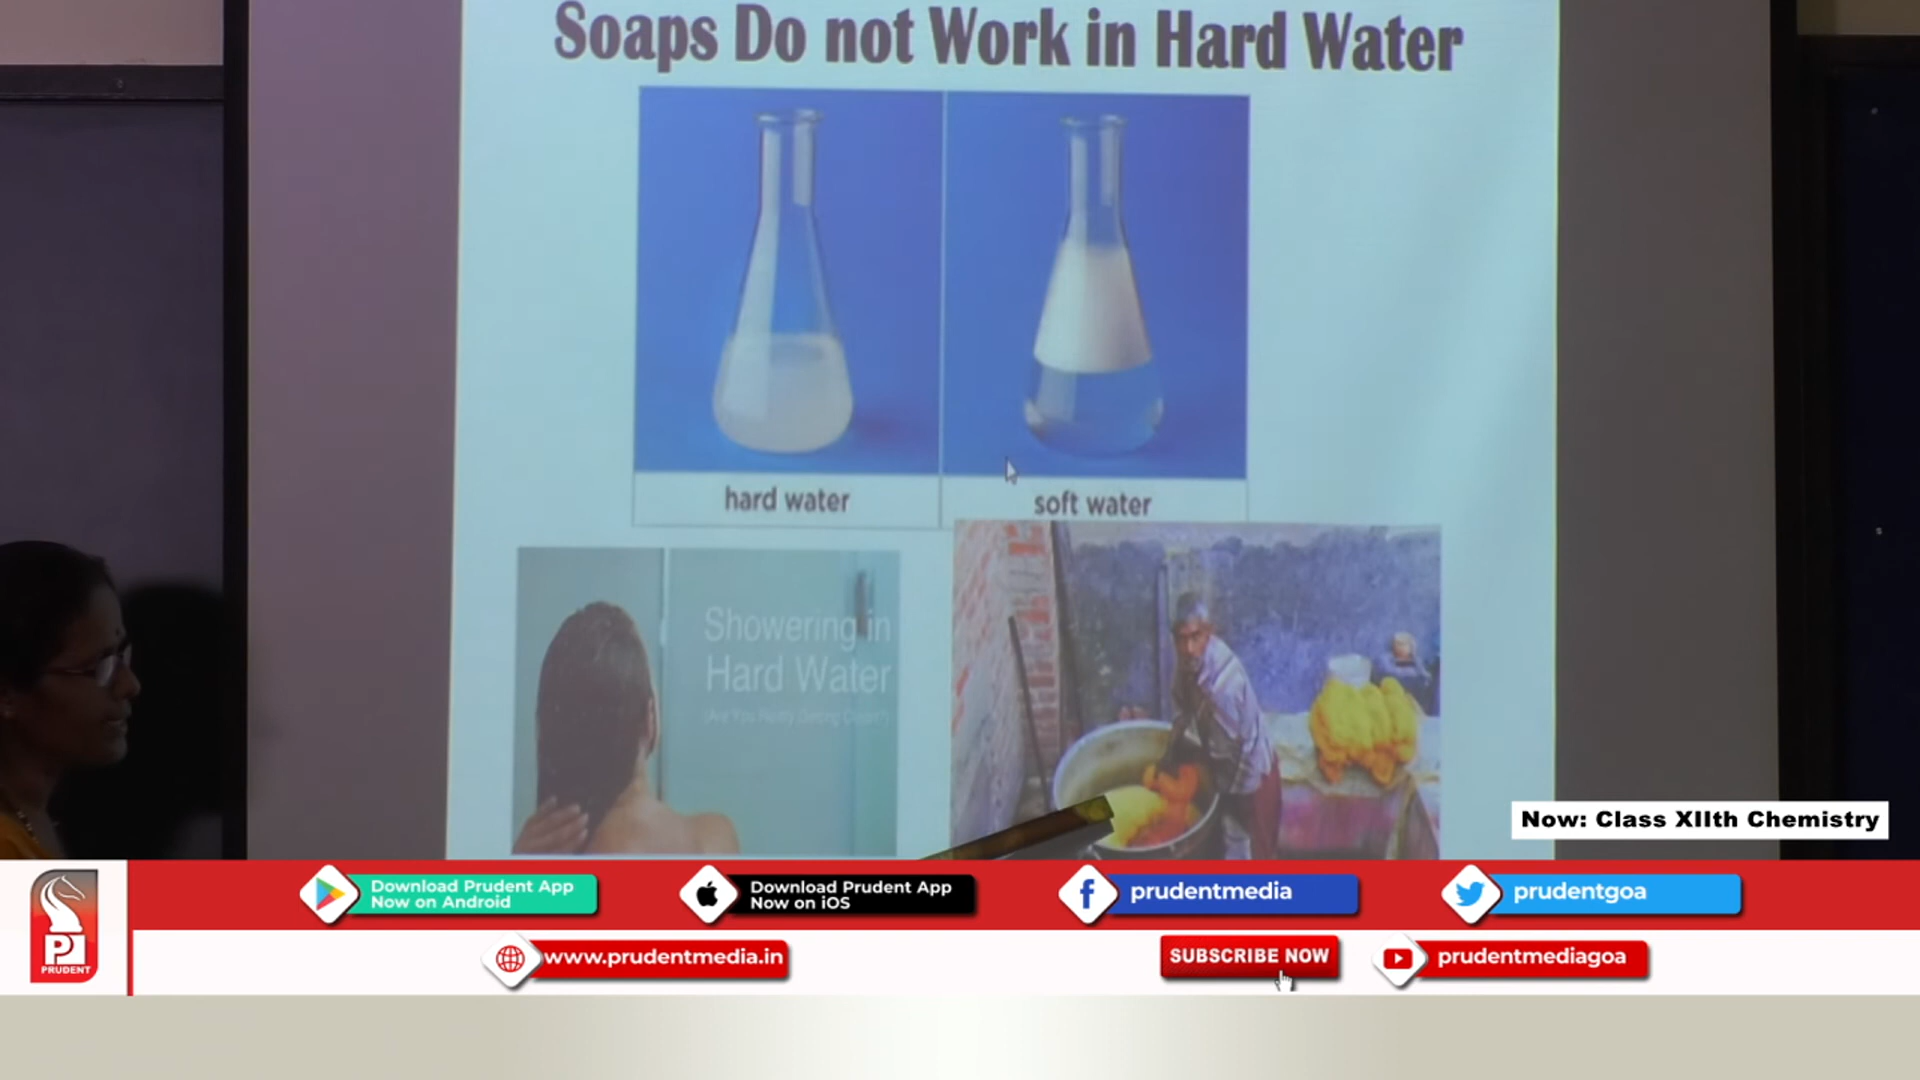 Soaps Do not Work in Hard Water
hard water
soft water
Showering in
Hard Water
Now: Class XIIth Chemistry
Download Prudent App
Now on Android
Download Prudent App
Now on iOS
prudentmedia
prudentgoa
PRUDENT
www.prudentmedia.in
SUBSCRIBE NOW
prudentmediagoa